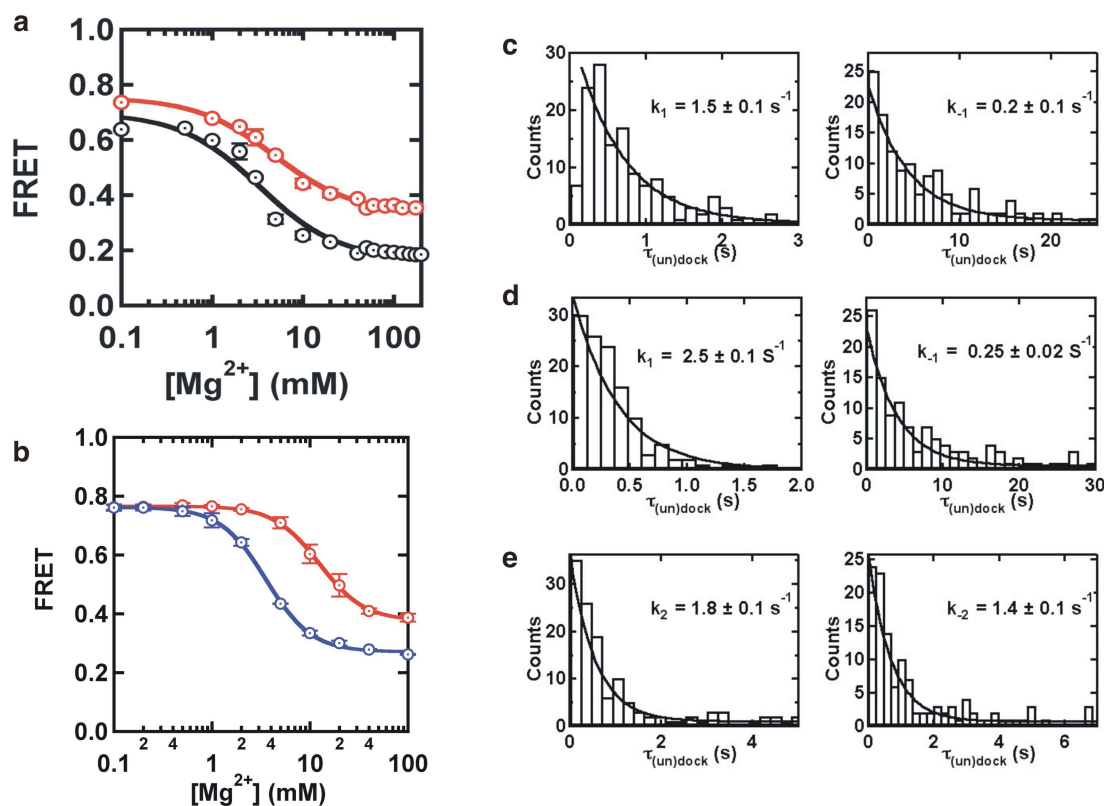 a
1.0
0.8
0.6
0.4
0.2
0.0
FRET
0.1
1
10
100
[Mg²⁺] (mM)
b
1.0
0.8
0.6
0.4
0.2
0.0
FRET
0.1
2
4
1
2
4
10
2
4
100
[Mg²⁺] (mM)
c
30
20
10
0
Counts
k₁ = 1.5 ± 0.1 s⁻¹
0
1
2
3
τ(un)dock (s)
25
20
15
10
5
0
Counts
k₋₁ = 0.2 ± 0.1 s⁻¹
0
10
20
τ(un)dock (s)
d
30
20
10
0
Counts
k₁ = 2.5 ± 0.1 S⁻¹
0.0
0.5
1.0
1.5
2.0
τ(un)dock (s)
25
20
15
10
5
0
Counts
k₋₁ = 0.25 ± 0.02 S⁻¹
0
10
20
30
τ(un)dock (s)
e
30
20
10
0
Counts
k₂ = 1.8 ± 0.1 s⁻¹
0
2
4
τ(un)dock (s)
25
20
15
10
5
0
Counts
k₋₂ = 1.4 ± 0.1 s⁻¹
0
2
4
6
τ(un)dock (s)